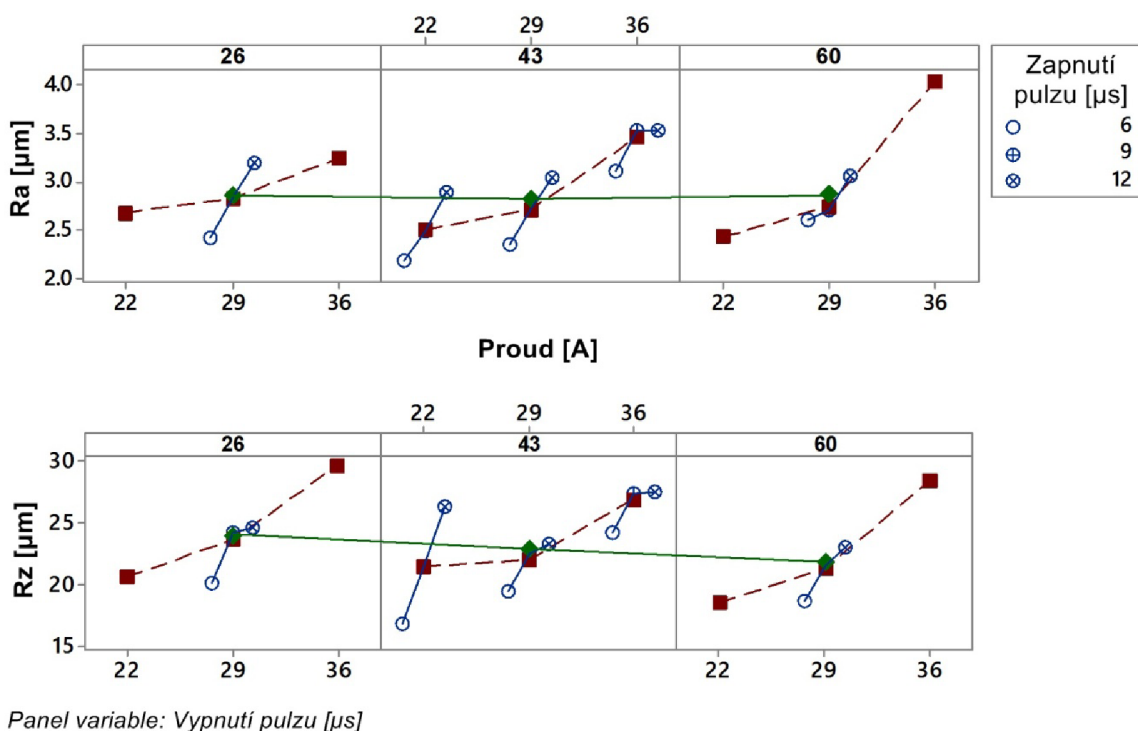 22 29 36
26 43 60
Ra [µm]
4.0
3.5
3.0
2.5
2.0
22 29 36 22 29 36
Proud [A]
Zapnutí
pulzu [µs]
6
9
12
22 29 36
26 43 60
Rz [µm]
30
25
20
15
22 29 36 22 29 36
Panel variable: Vypnutí pulzu [µs]